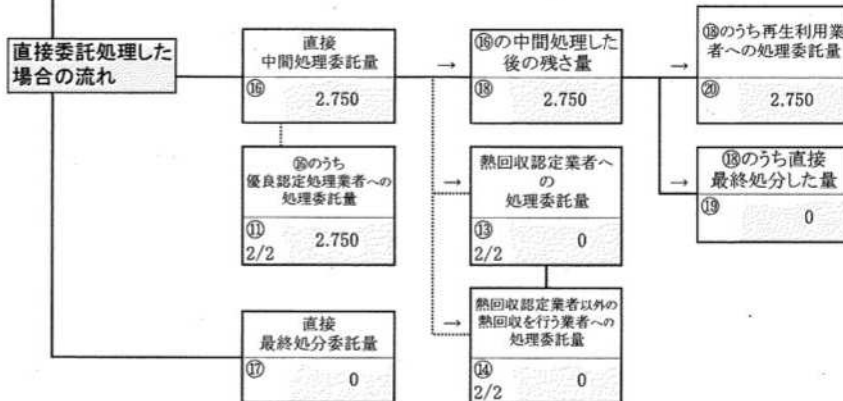 直接委託処理した
場合の流れ
直接
中間処理委託量
⑯
2.750
→
⑯の中間処理した
後の残さ量
⑱
2.750
→
⑱のうち再生利用業
者への処理委託量
⑳
2.750
⑯のうち
優良認定処理業者への
処理委託量
⑪
2/2
2.750
→
熱回収認定業者へ
の
処理委託量
⑬
2/2
0
→
⑱のうち直接
最終処分した量
⑲
0
直接
最終処分委託量
⑰
0
→
熱回収認定業者以外の
熱回収を行う業者への
処理委託量
⑭
2/2
0